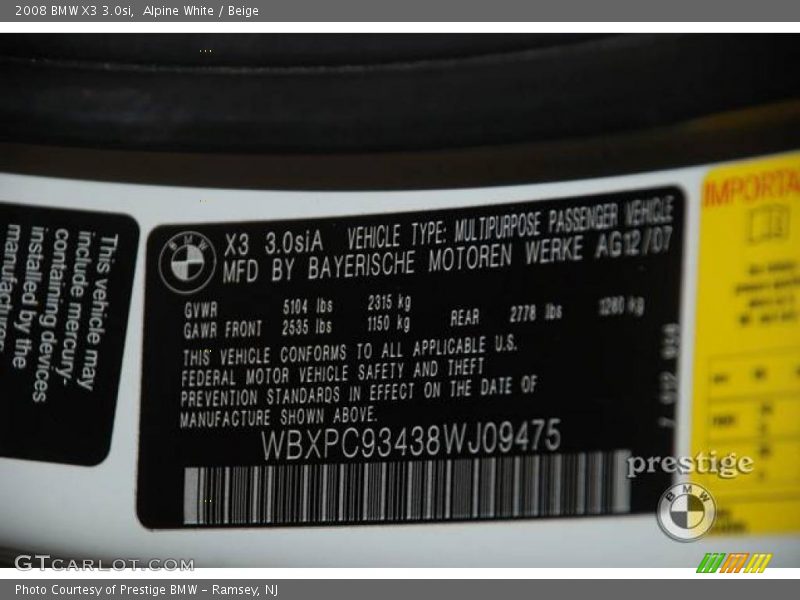 2008 BMW X3 3.0si,  Alpine White / Beige
This vehicle may
include mercury-
containing devices
installed by the
manufacturer
BMW
X3 3.0siA VEHICLE TYPE: MULTIPURPOSE PASSENGER VEHICLE
MFD BY BAYERISCHE MOTOREN WERKE AG 12/07
GVWR 5104 lbs 2315 kg
GAWR FRONT 2535 lbs 1150 kg REAR 2778 lbs 1260 kg
THIS VEHICLE CONFORMS TO ALL APPLICABLE U.S.
FEDERAL MOTOR VEHICLE SAFETY AND THEFT
PREVENTION STANDARDS IN EFFECT ON THE DATE OF
MANUFACTURE SHOWN ABOVE.
WBXPC93438WJ09475
IMPORTA
prestige
BMW
GTCARLOT.COM
Photo Courtesy of Prestige BMW – Ramsey, NJ